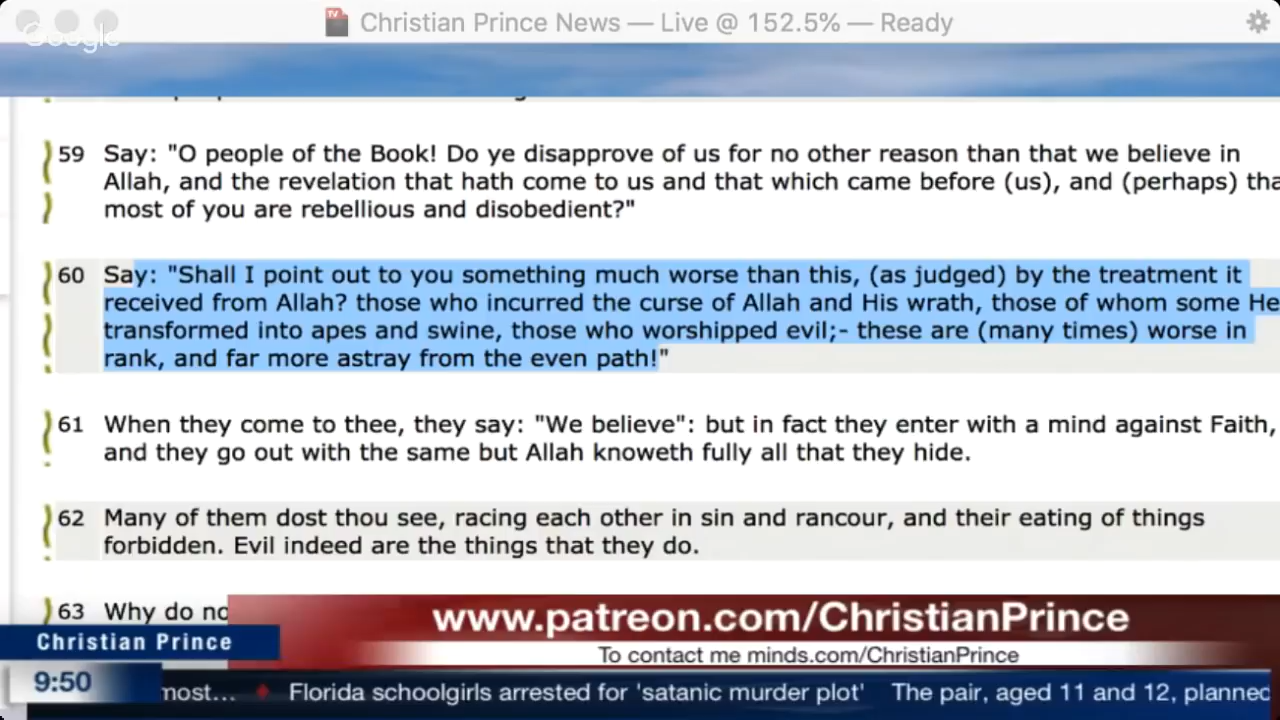 Christian Prince News — Live @ 152.5% — Ready
Google
59 Say: "O people of the Book! Do ye disapprove of us for no other reason than that we believe in
Allah, and the revelation that hath come to us and that which came before (us), and (perhaps) tha
most of you are rebellious and disobedient?"
60 Say: "Shall I point out to you something much worse than this, (as judged) by the treatment it
received from Allah? those who incurred the curse of Allah and His wrath, those of whom some He
transformed into apes and swine, those who worshipped evil;- these are (many times) worse in
rank, and far more astray from the even path!"
61 When they come to thee, they say: "We believe": but in fact they enter with a mind against Faith,
and they go out with the same but Allah knoweth fully all that they hide.
62 Many of them dost thou see, racing each other in sin and rancour, and their eating of things
forbidden. Evil indeed are the things that they do.
63 Why do no
www.patreon.com/ChristianPrince
Christian Prince
To contact me minds.com/ChristianPrince
9:50
most... ♦ Florida schoolgirls arrested for 'satanic murder plot' The pair, aged 11 and 12, planned